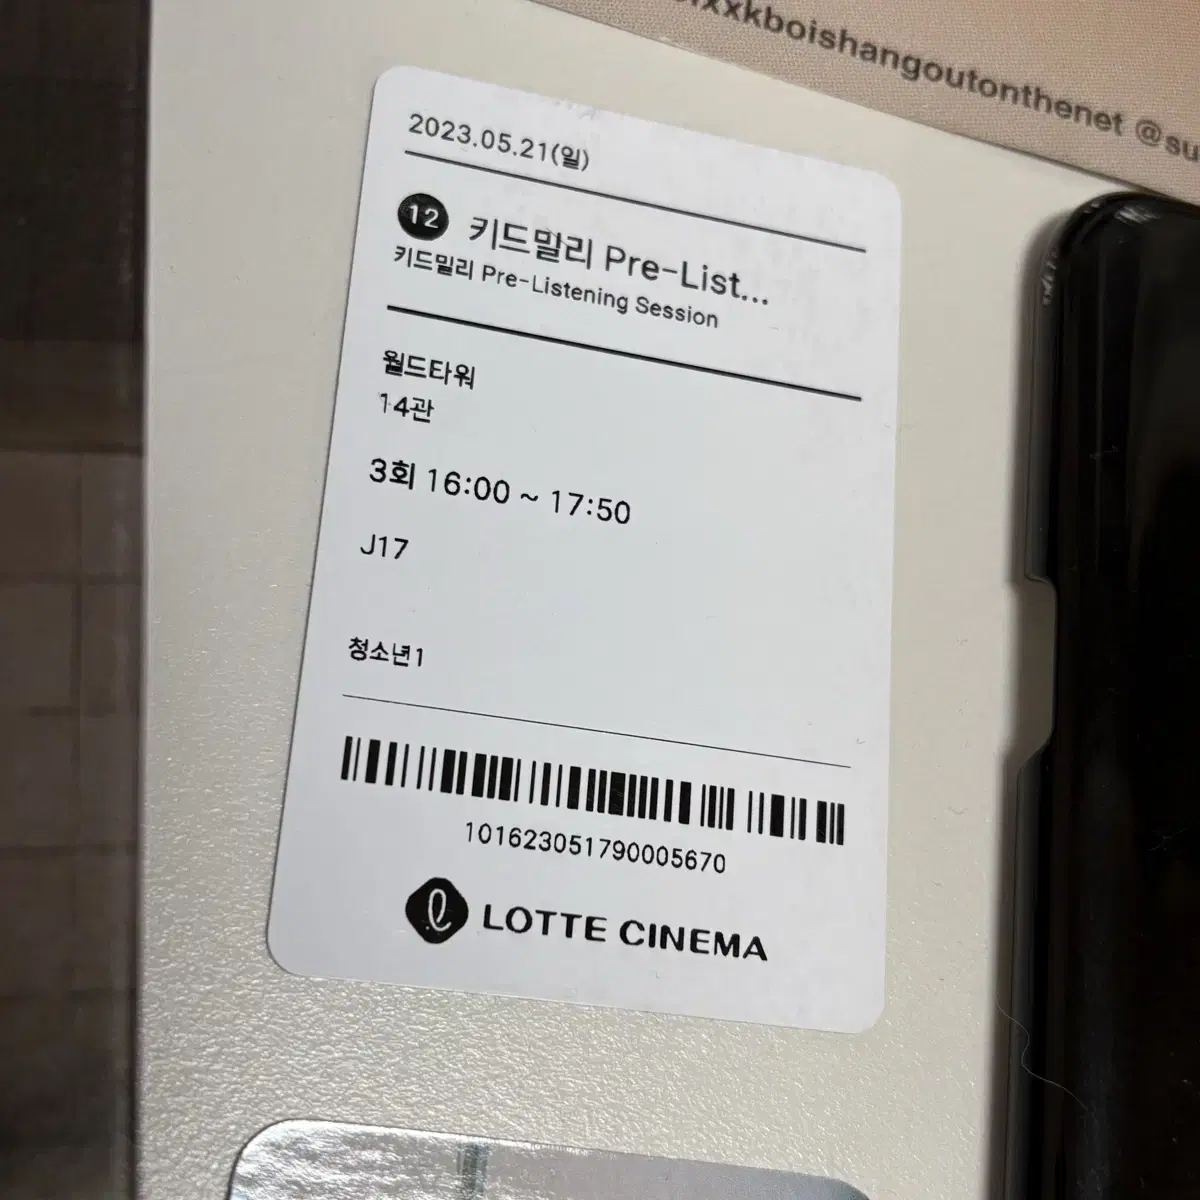 kboishangoutonthenet @su
2023.05.21(일)
12 키드밀리 Pre-List...
키드밀리 Pre-Listening Session
월드타워
14관
3회 16:00 ~ 17:50
J17
청소년1
101623051790005670
LOTTE CINEMA